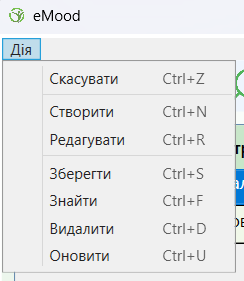 eMood
Дія
Скасувати Ctrl+Z
Створити Ctrl+N
Редагувати Ctrl+R
Зберегти Ctrl+S
Знайти Ctrl+F
Видалити Ctrl+D
Оновити Ctrl+U